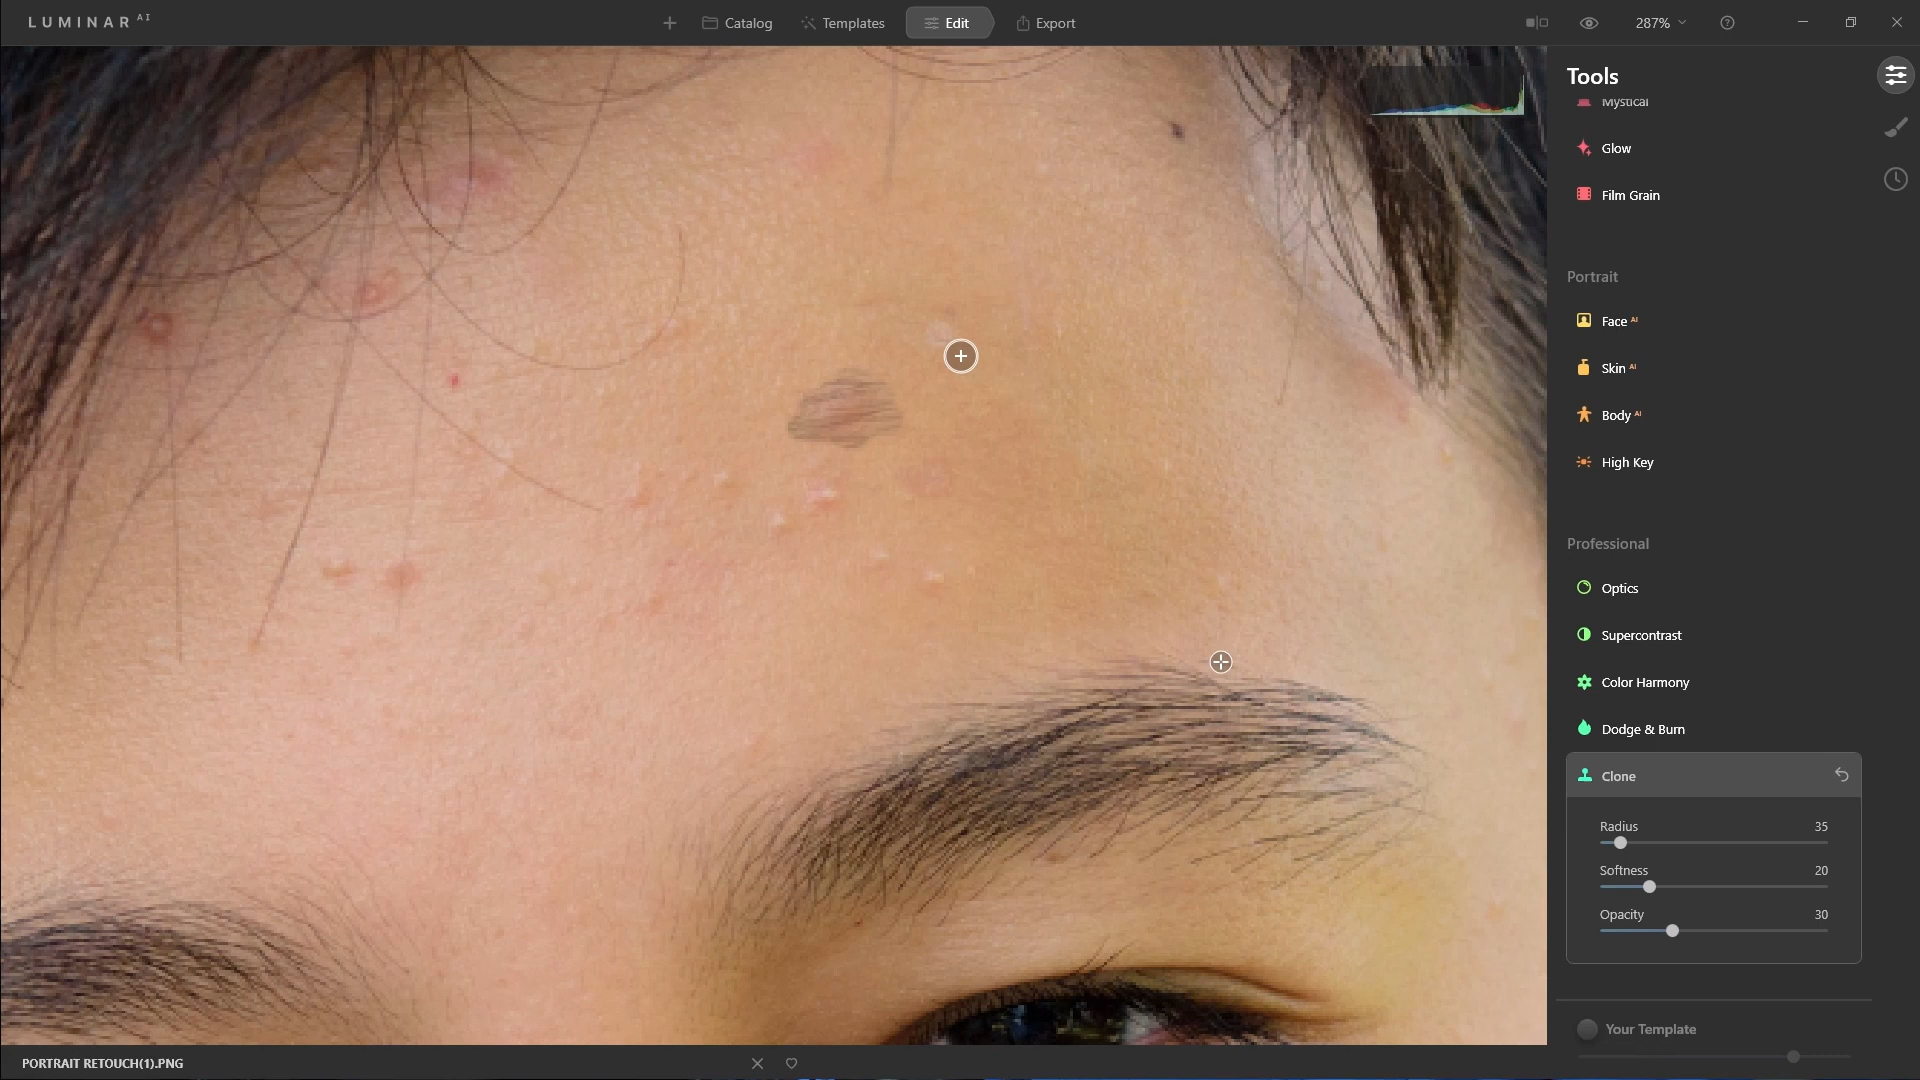 LUMINAR AI
Catalog
Templates
Edit
Export
287%
Tools
Mystical
Glow
Film Grain
Portrait
Face AI
Skin AI
Body AI
High Key
Professional
Optics
Supercontrast
Color Harmony
Dodge & Burn
Clone
Radius 35
Softness 20
Opacity 30
Your Template
PORTRAIT RETOUCH(1).PNG